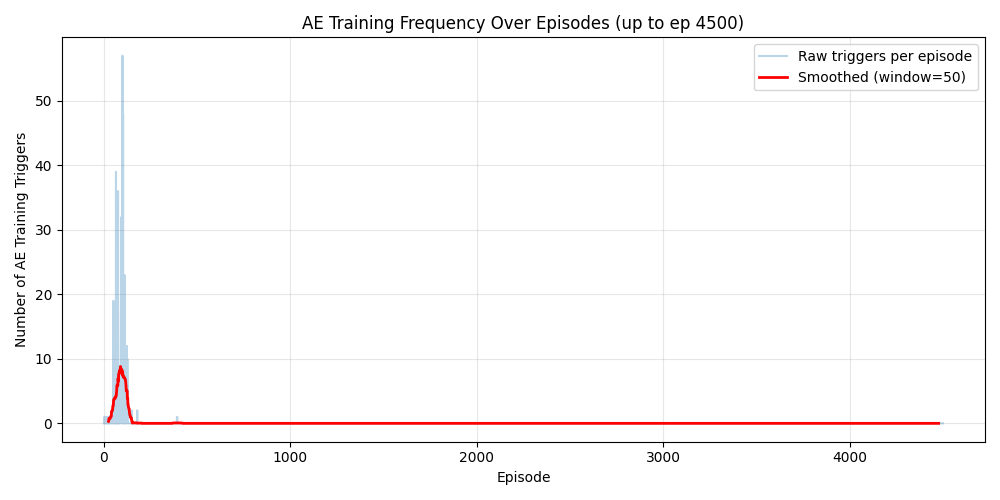 AE Training Frequency Over Episodes (up to ep 4500)
Raw triggers per episode
Smoothed (window=50)
Number of AE Training Triggers
50
40
30
20
10
0
0 1000 2000 3000 4000
Episode